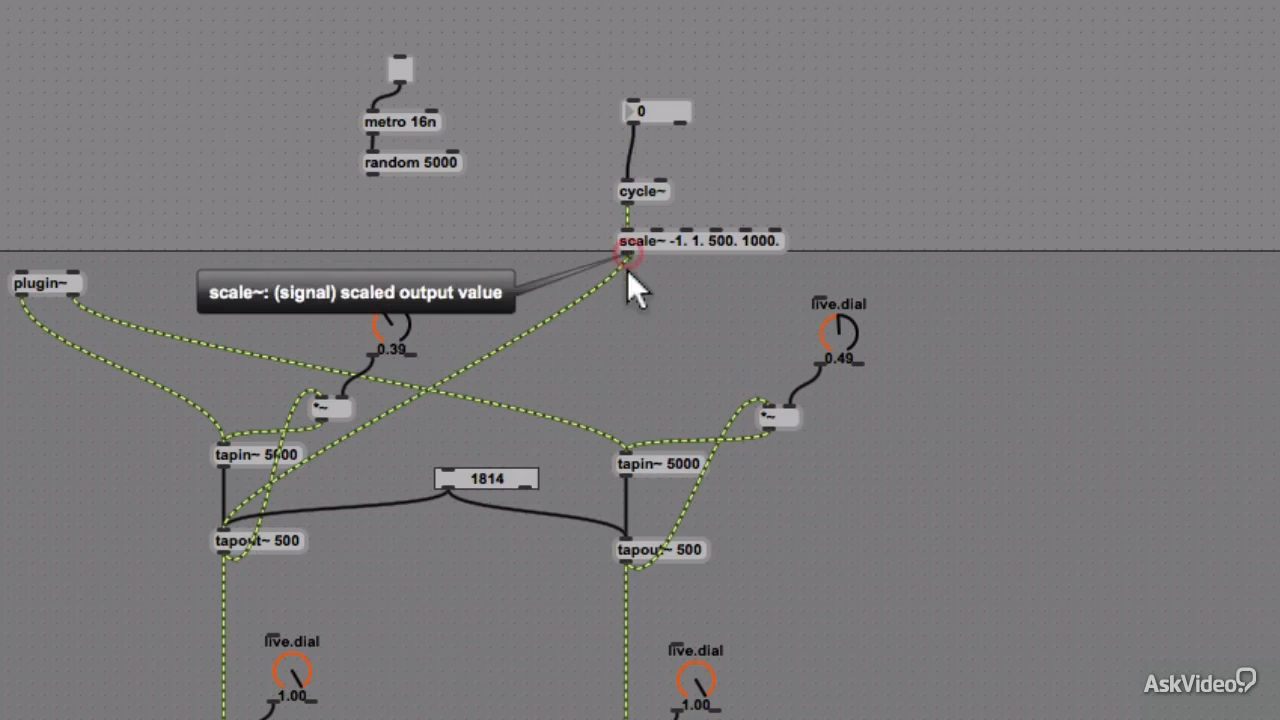 0
metro 16n
random 5000
cycle~
scale~ -1. 1. 500. 1000.
plugin~
scale~: (signal) scaled output value
live.dial
0.39
0.49
*~
*~
tapin~ 5000
tapin~ 5000
1814
tapout~ 500
tapout~ 500
live.dial
1.00
live.dial
1.00
AskVideo